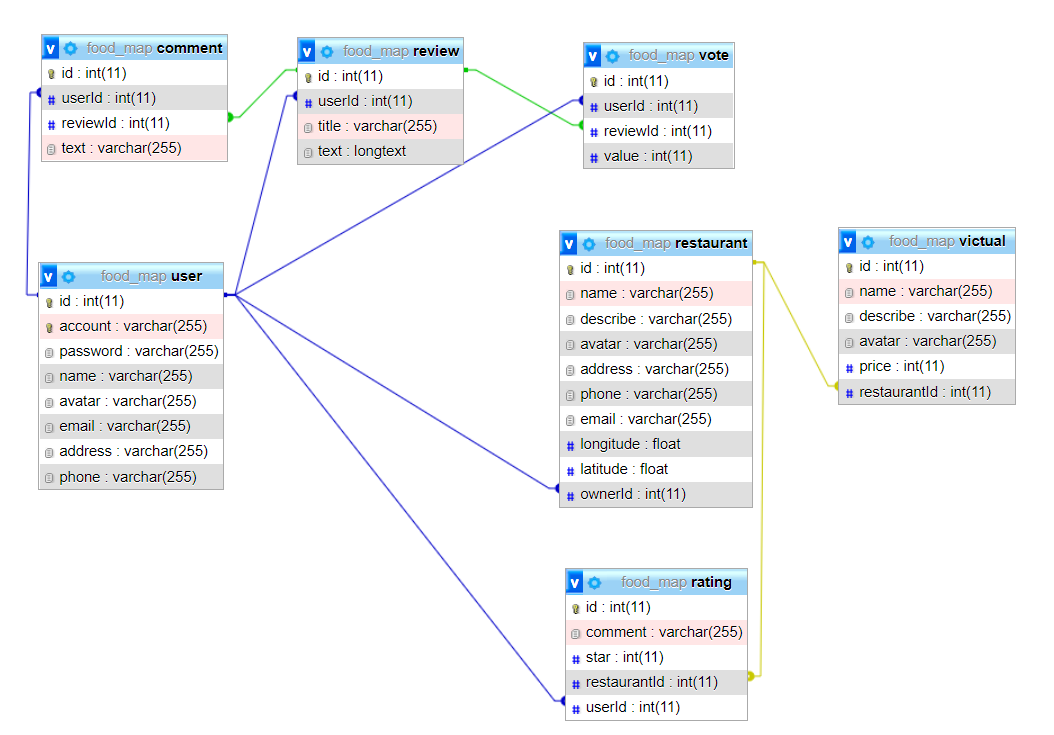 v food_map comment
id : int(11)
userId : int(11)
reviewId : int(11)
text : varchar(255)
v food_map review
id : int(11)
userId : int(11)
title : varchar(255)
text : longtext
v food_map vote
id : int(11)
userId : int(11)
reviewId : int(11)
value : int(11)
v food_map user
id : int(11)
account : varchar(255)
password : varchar(255)
name : varchar(255)
avatar : varchar(255)
email : varchar(255)
address : varchar(255)
phone : varchar(255)
v food_map restaurant
id : int(11)
name : varchar(255)
describe : varchar(255)
avatar : varchar(255)
address : varchar(255)
phone : varchar(255)
email : varchar(255)
longitude : float
latitude : float
ownerId : int(11)
v food_map victual
id : int(11)
name : varchar(255)
describe : varchar(255)
avatar : varchar(255)
price : int(11)
restaurantId : int(11)
v food_map rating
id : int(11)
comment : varchar(255)
star : int(11)
restaurantId : int(11)
userId : int(11)